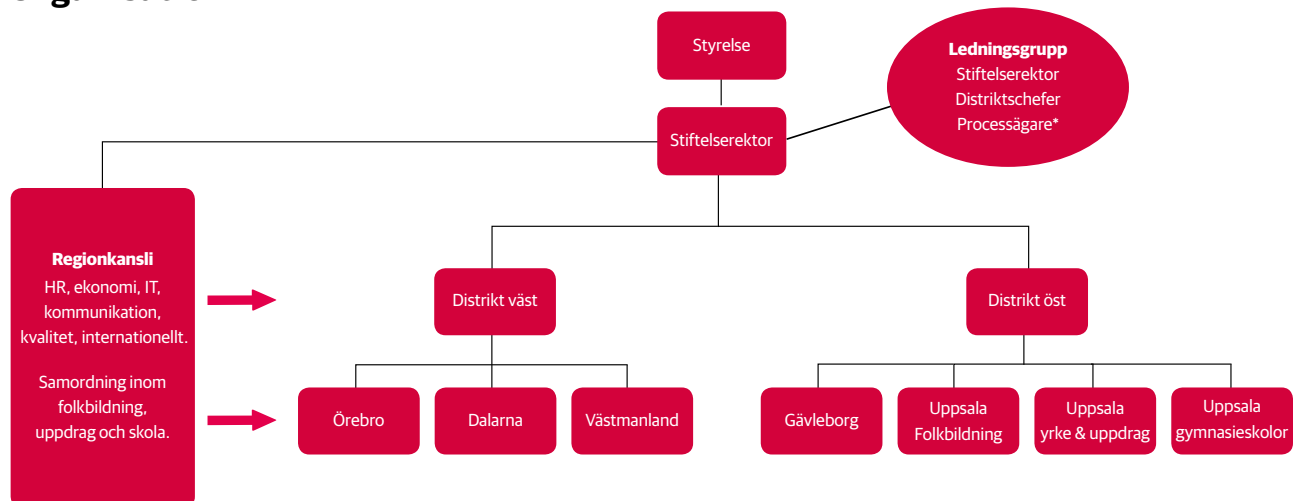 Styrelse
Ledningsgrupp
Stiftelserektor
Distriktschefer
Processägare*
Stiftelserektor
Regionkansli
HR, ekonomi, IT,
kommunikation,
kvalitet, internationellt.
Samordning inom
folkbildning,
uppdrag och skola.
Distrikt väst
Distrikt öst
Örebro
Dalarna
Västmanland
Gävleborg
Uppsala
Folkbildning
Uppsala
yrke & uppdrag
Uppsala
gymnasieskolor